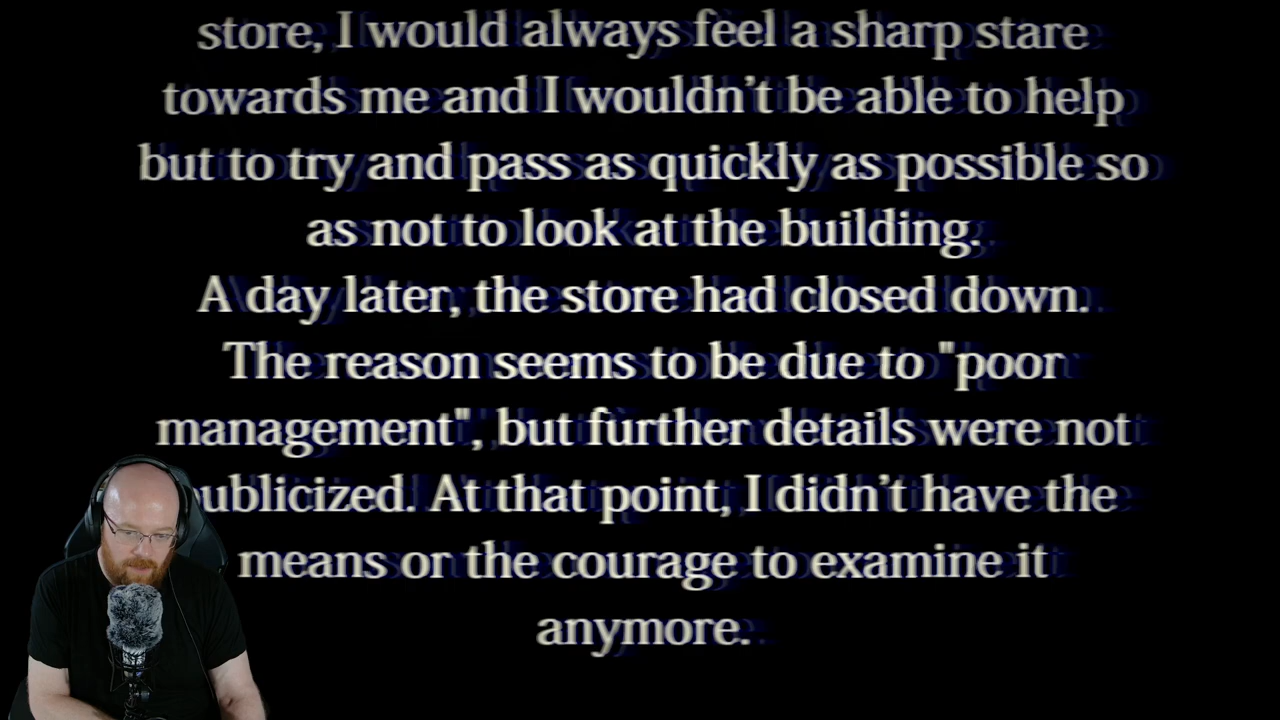 store, I would always feel a sharp stare
towards me and I wouldn’t be able to help
but to try and pass as quickly as possible so
as not to look at the building.
A day later, the store had closed down.
The reason seems to be due to "poor
management", but further details were not
publicized. At that point, I didn’t have the
means or the courage to examine it
anymore.